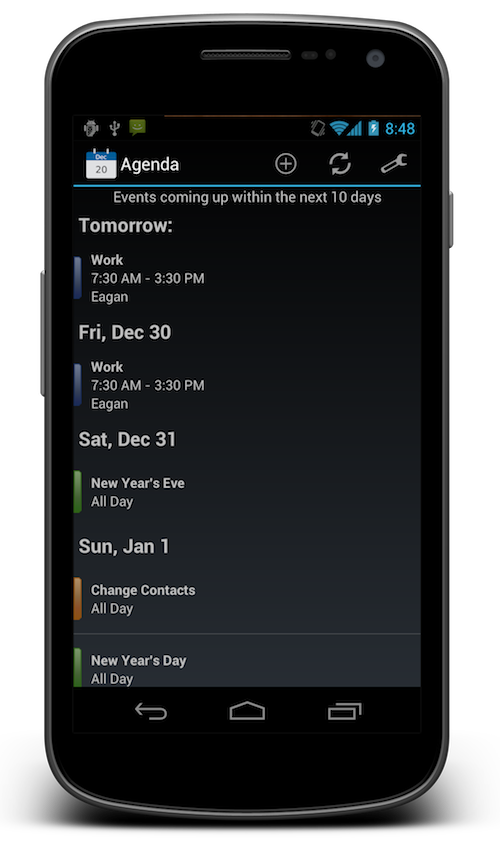 8:48
Dec
20
Agenda
Events coming up within the next 10 days
Tomorrow:
Work
7:30 AM - 3:30 PM
Eagan
Fri, Dec 30
Work
7:30 AM - 3:30 PM
Eagan
Sat, Dec 31
New Year's Eve
All Day
Sun, Jan 1
Change Contacts
All Day
New Year's Day
All Day